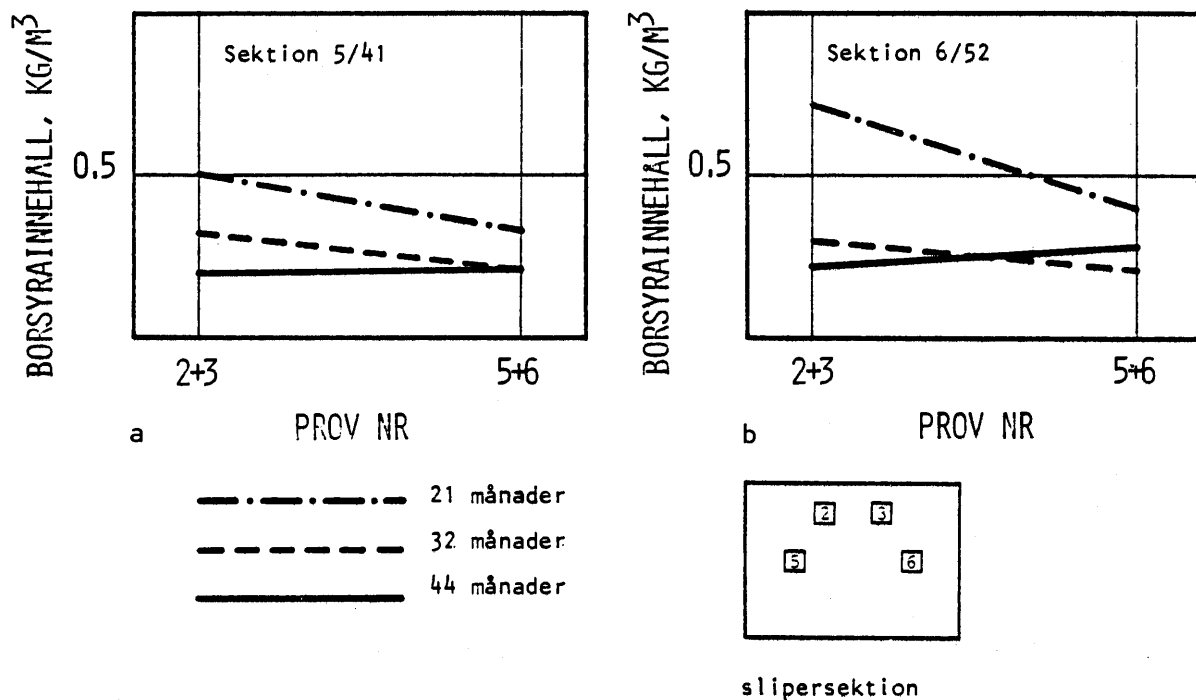 BORSYRAINNEHÅLL, KG/M³
Sektion 5/41
0,5
2+3
5+6
a
PROV NR
BORSYRAINNEHÅLL, KG/M³
Sektion 6/52
0,5
2+3
5+6
b
PROV NR
21 månader
32 månader
44 månader
2
3
5
6
slipersektion